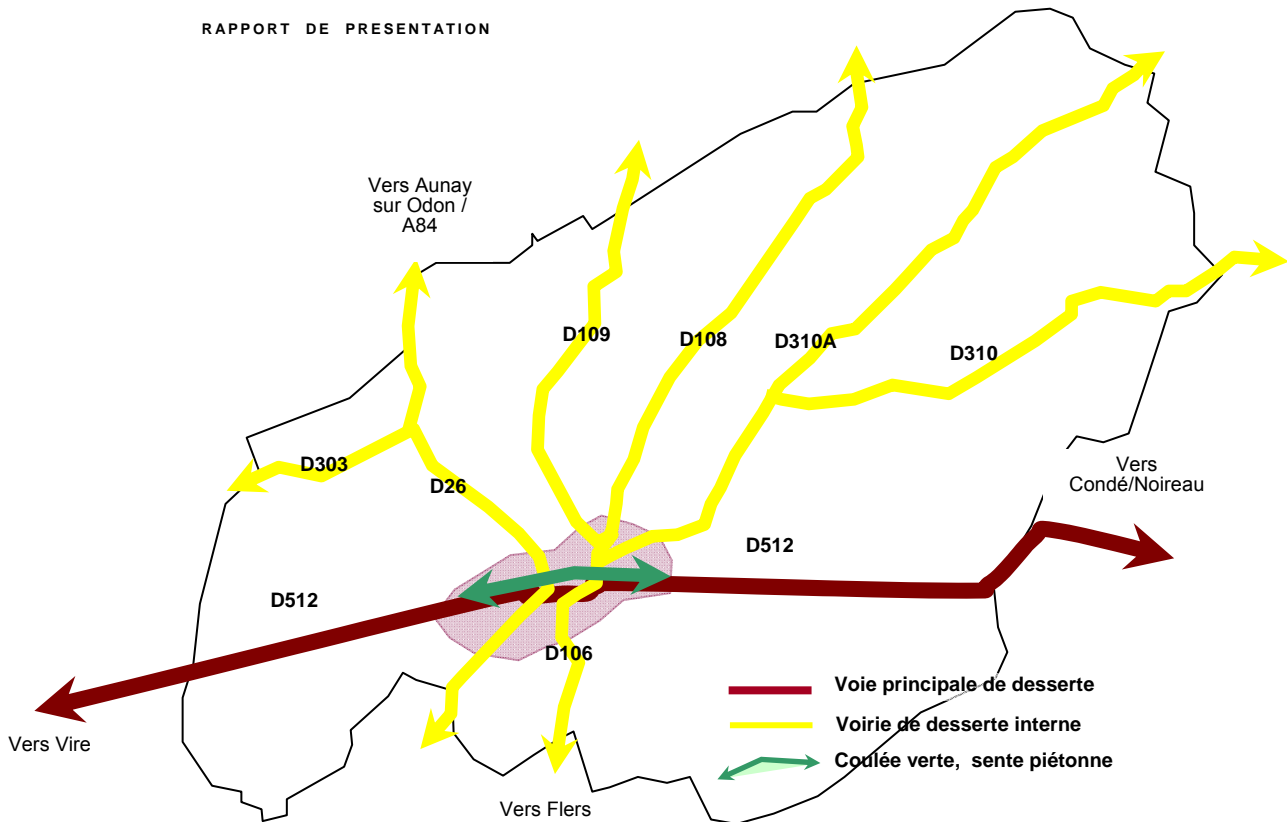 RAPPORT DE PRESENTATION
Vers Aunay
sur Odon /
A84
D109
D108
D310A
D310
D303
D26
Vers
Condé/Noireau
D512
D512
D106
Voie principale de desserte
Voirie de desserte interne
Coulée verte, sente piétonne
Vers Vire
Vers Flers